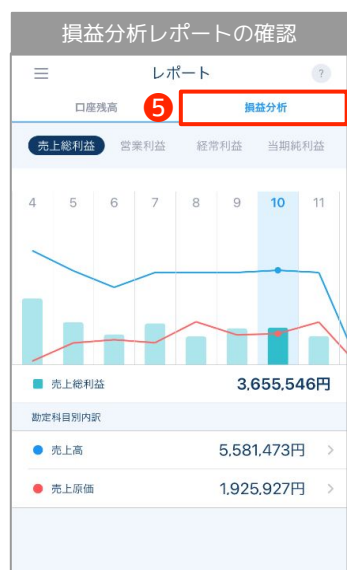 損益分析レポートの確認
レポート ?
口座残高 5 損益分析
売上総利益 営業利益 経常利益 当期純利益
4 5 6 7 8 9 10 11
売上総利益 3,655,546円
勘定科目別内訳
売上高 5,581,473円
売上原価 1,925,927円